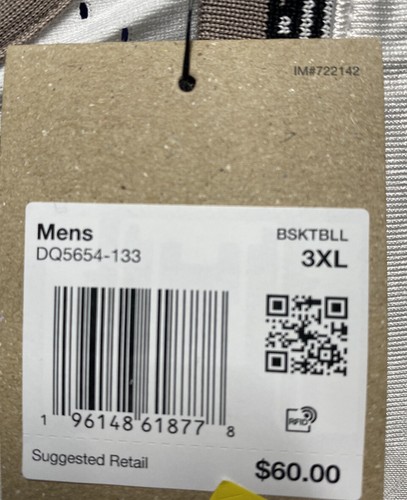 IM#722142
Mens
BSKTBLL
DQ5654-133
3XL
1 96148 61877 8
RFID
Suggested Retail
$60.00